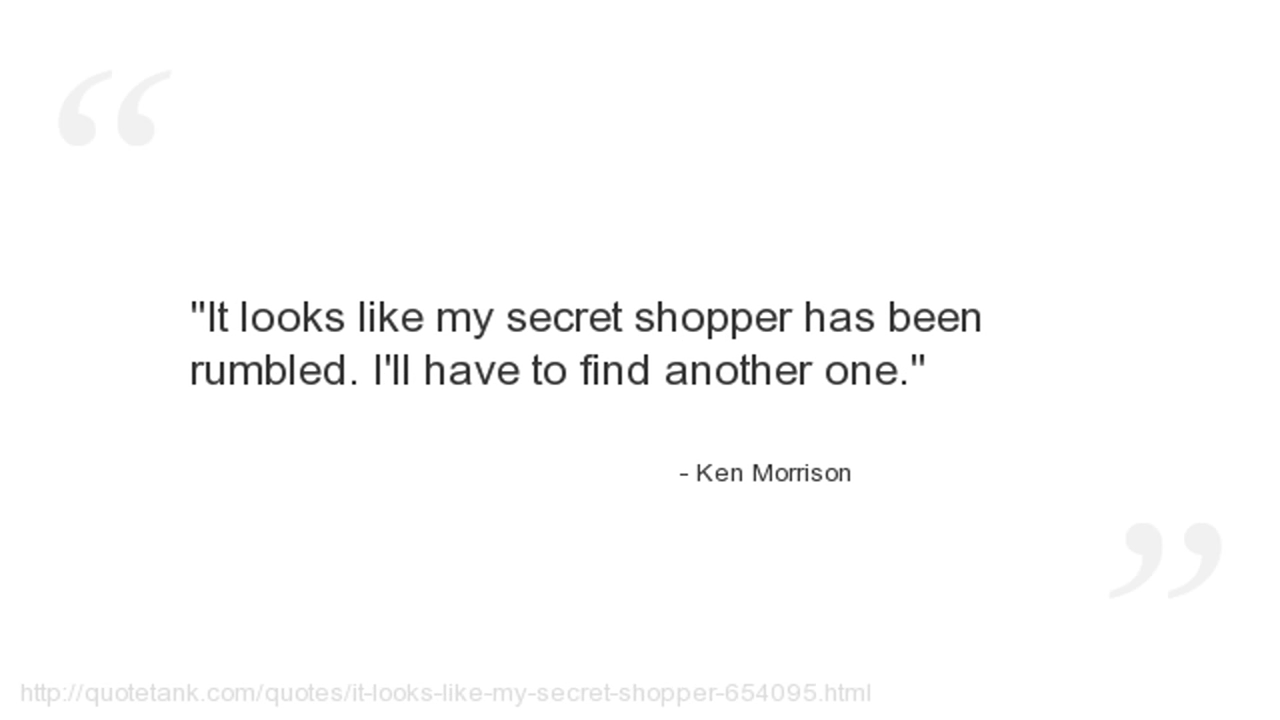 "It looks like my secret shopper has been
rumbled. I'll have to find another one."
- Ken Morrison
http://quotetank.com/quotes/it-looks-like-my-secret-shopper-654095.html